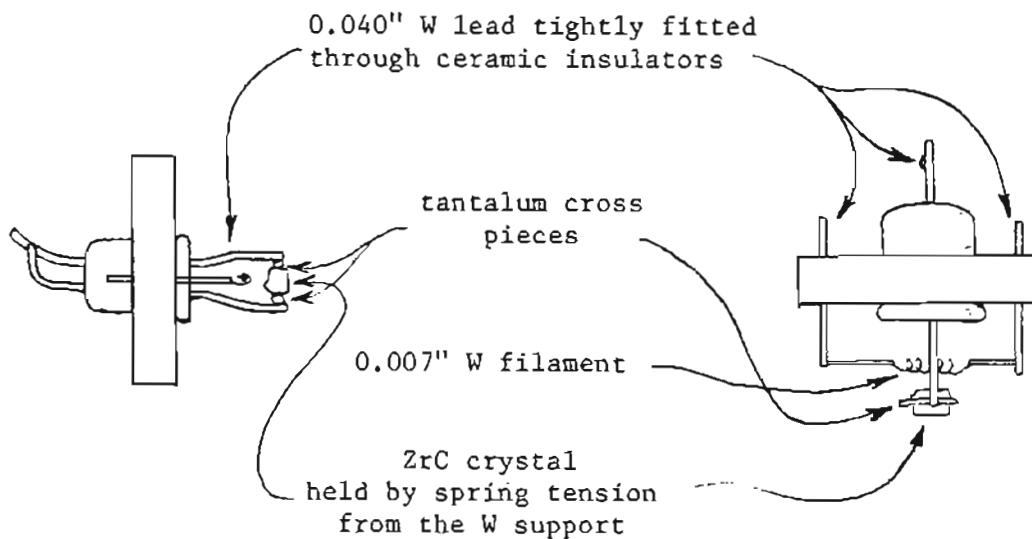 0.040" W lead tightly fitted
through ceramic insulators
tantalum cross
pieces
0.007" W filament
ZrC crystal
held by spring tension
from the W support